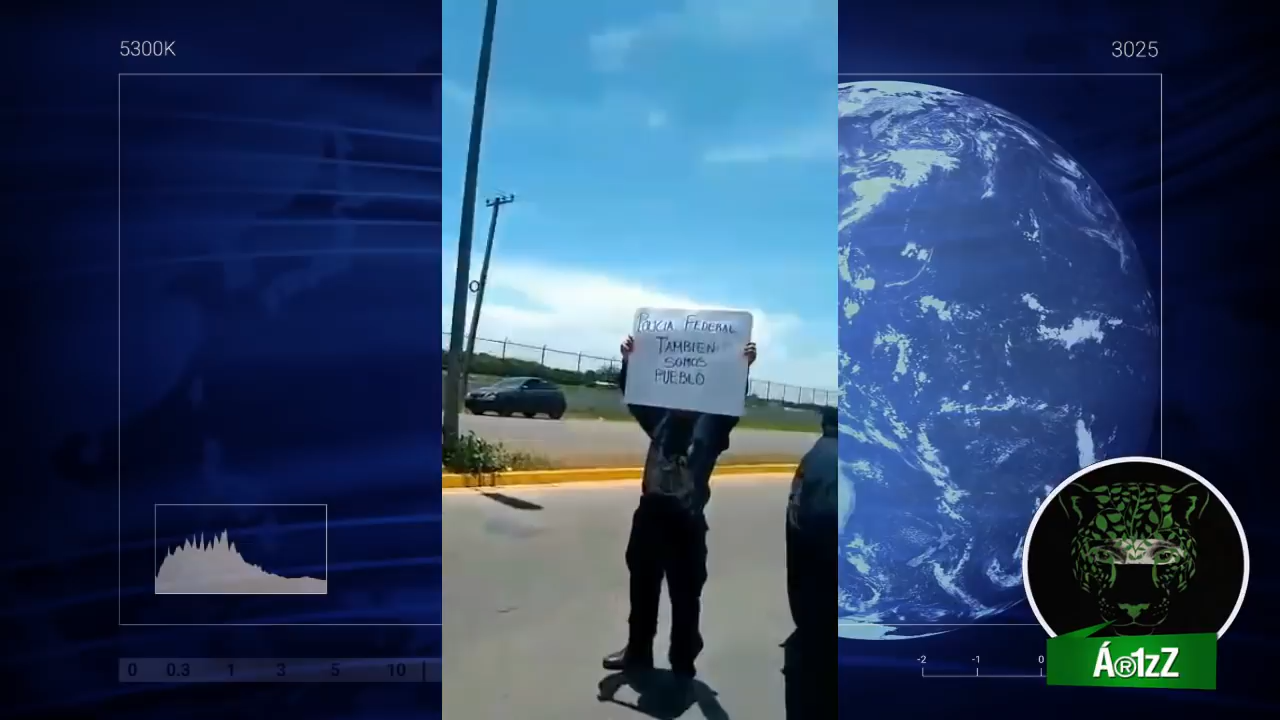 5300K
3025
POLICIA FEDERAL
TAMBIEN
SOMOS
PUEBLO
0 0.3 1 3 5 10
-2 -1 0
Á®1zZ